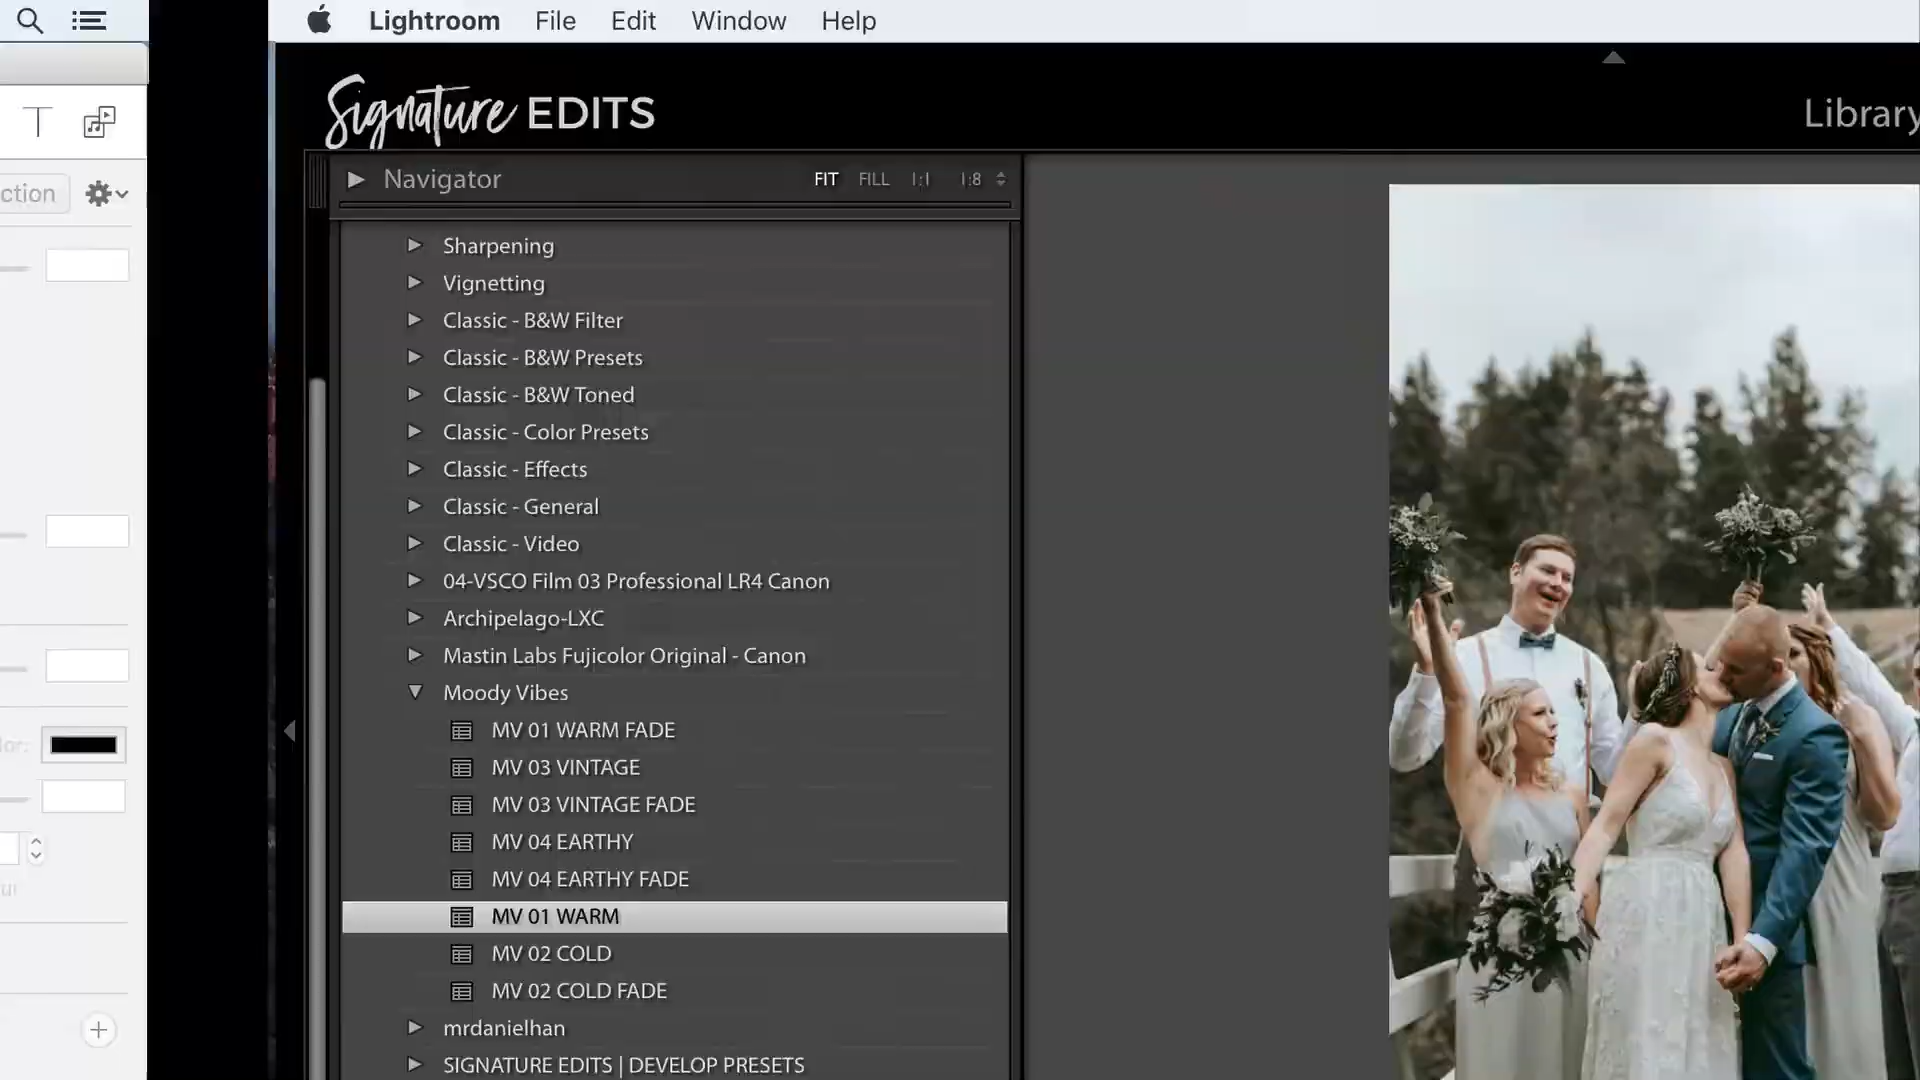 Lightroom File Edit Window Help
Signature EDITS
Library
ction
Navigator FIT FILL 1:1 1:8
Sharpening
Vignetting
Classic - B&W Filter
Classic - B&W Presets
Classic - B&W Toned
Classic - Color Presets
Classic - Effects
Classic - General
Classic - Video
04-VSCO Film 03 Professional LR4 Canon
Archipelago-LXC
Mastin Labs Fujicolor Original - Canon
Moody Vibes
MV 01 WARM FADE
MV 03 VINTAGE
MV 03 VINTAGE FADE
MV 04 EARTHY
MV 04 EARTHY FADE
MV 01 WARM
MV 02 COLD
MV 02 COLD FADE
mrdanielhan
SIGNATURE EDITS | DEVELOP PRESETS